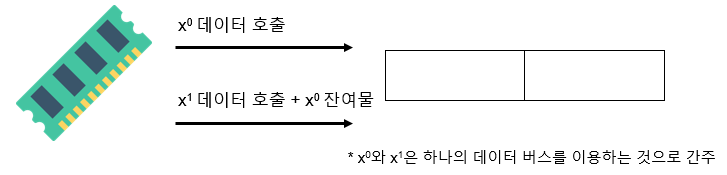 x⁰ 데이터 호출
x¹ 데이터 호출 + x⁰ 잔여물
* x⁰와 x¹은 하나의 데이터 버스를 이용하는 것으로 간주